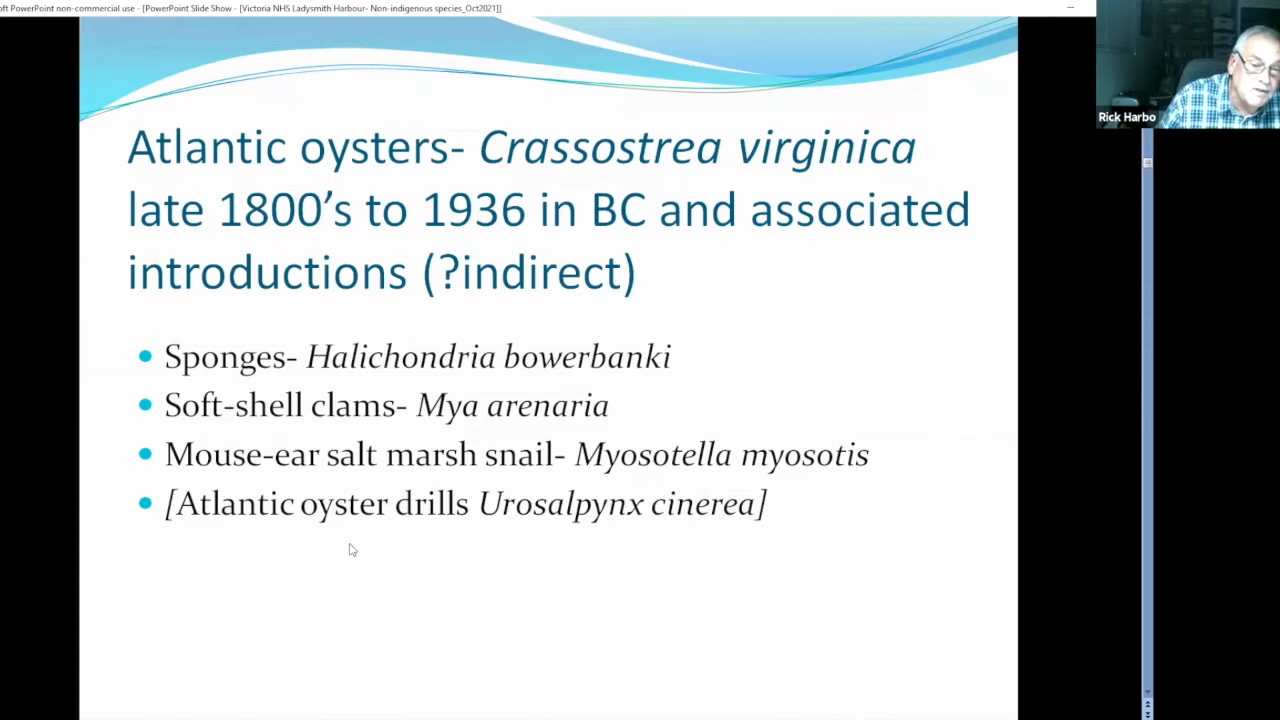 oft PowerPoint non-commercial use - [PowerPoint Slide Show - [Victoria NHS Ladysmith Harbour- Non-indigenous species_Oct2021]]
Rick Harbo
Atlantic oysters- Crassostrea virginica
late 1800’s to 1936 in BC and associated
introductions (?indirect)
Sponges- Halichondria bowerbanki
Soft-shell clams- Mya arenaria
Mouse-ear salt marsh snail- Myosotella myosotis
[Atlantic oyster drills Urosalpynx cinerea]